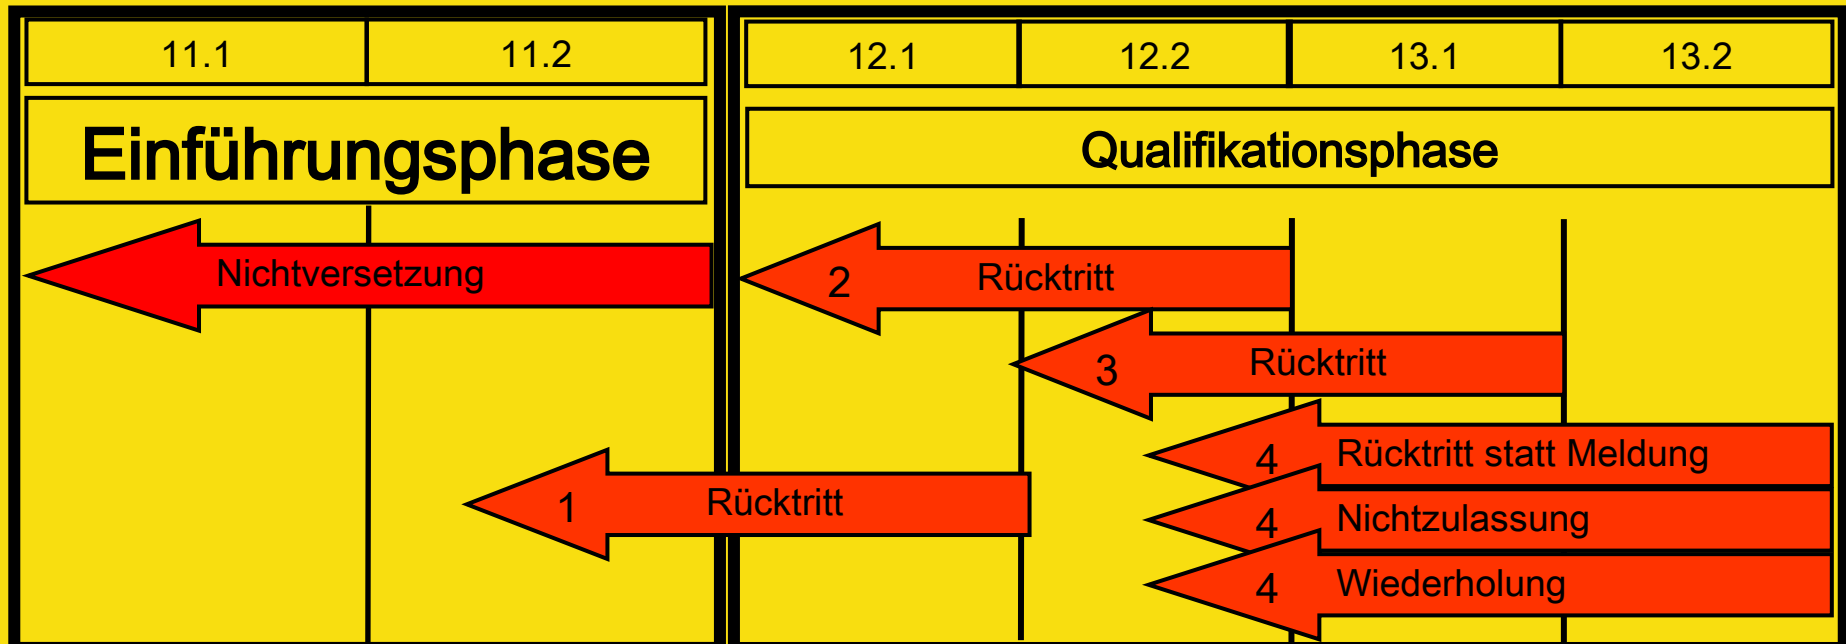 11.1 11.2 12.1 12.2 13.1 13.2
Einführungsphase Qualifikationsphase
Nichtversetzung 2 Rücktritt
3 Rücktritt
4 Rücktritt statt Meldung
1 Rücktritt
4 Nichtzulassung
4 Wiederholung